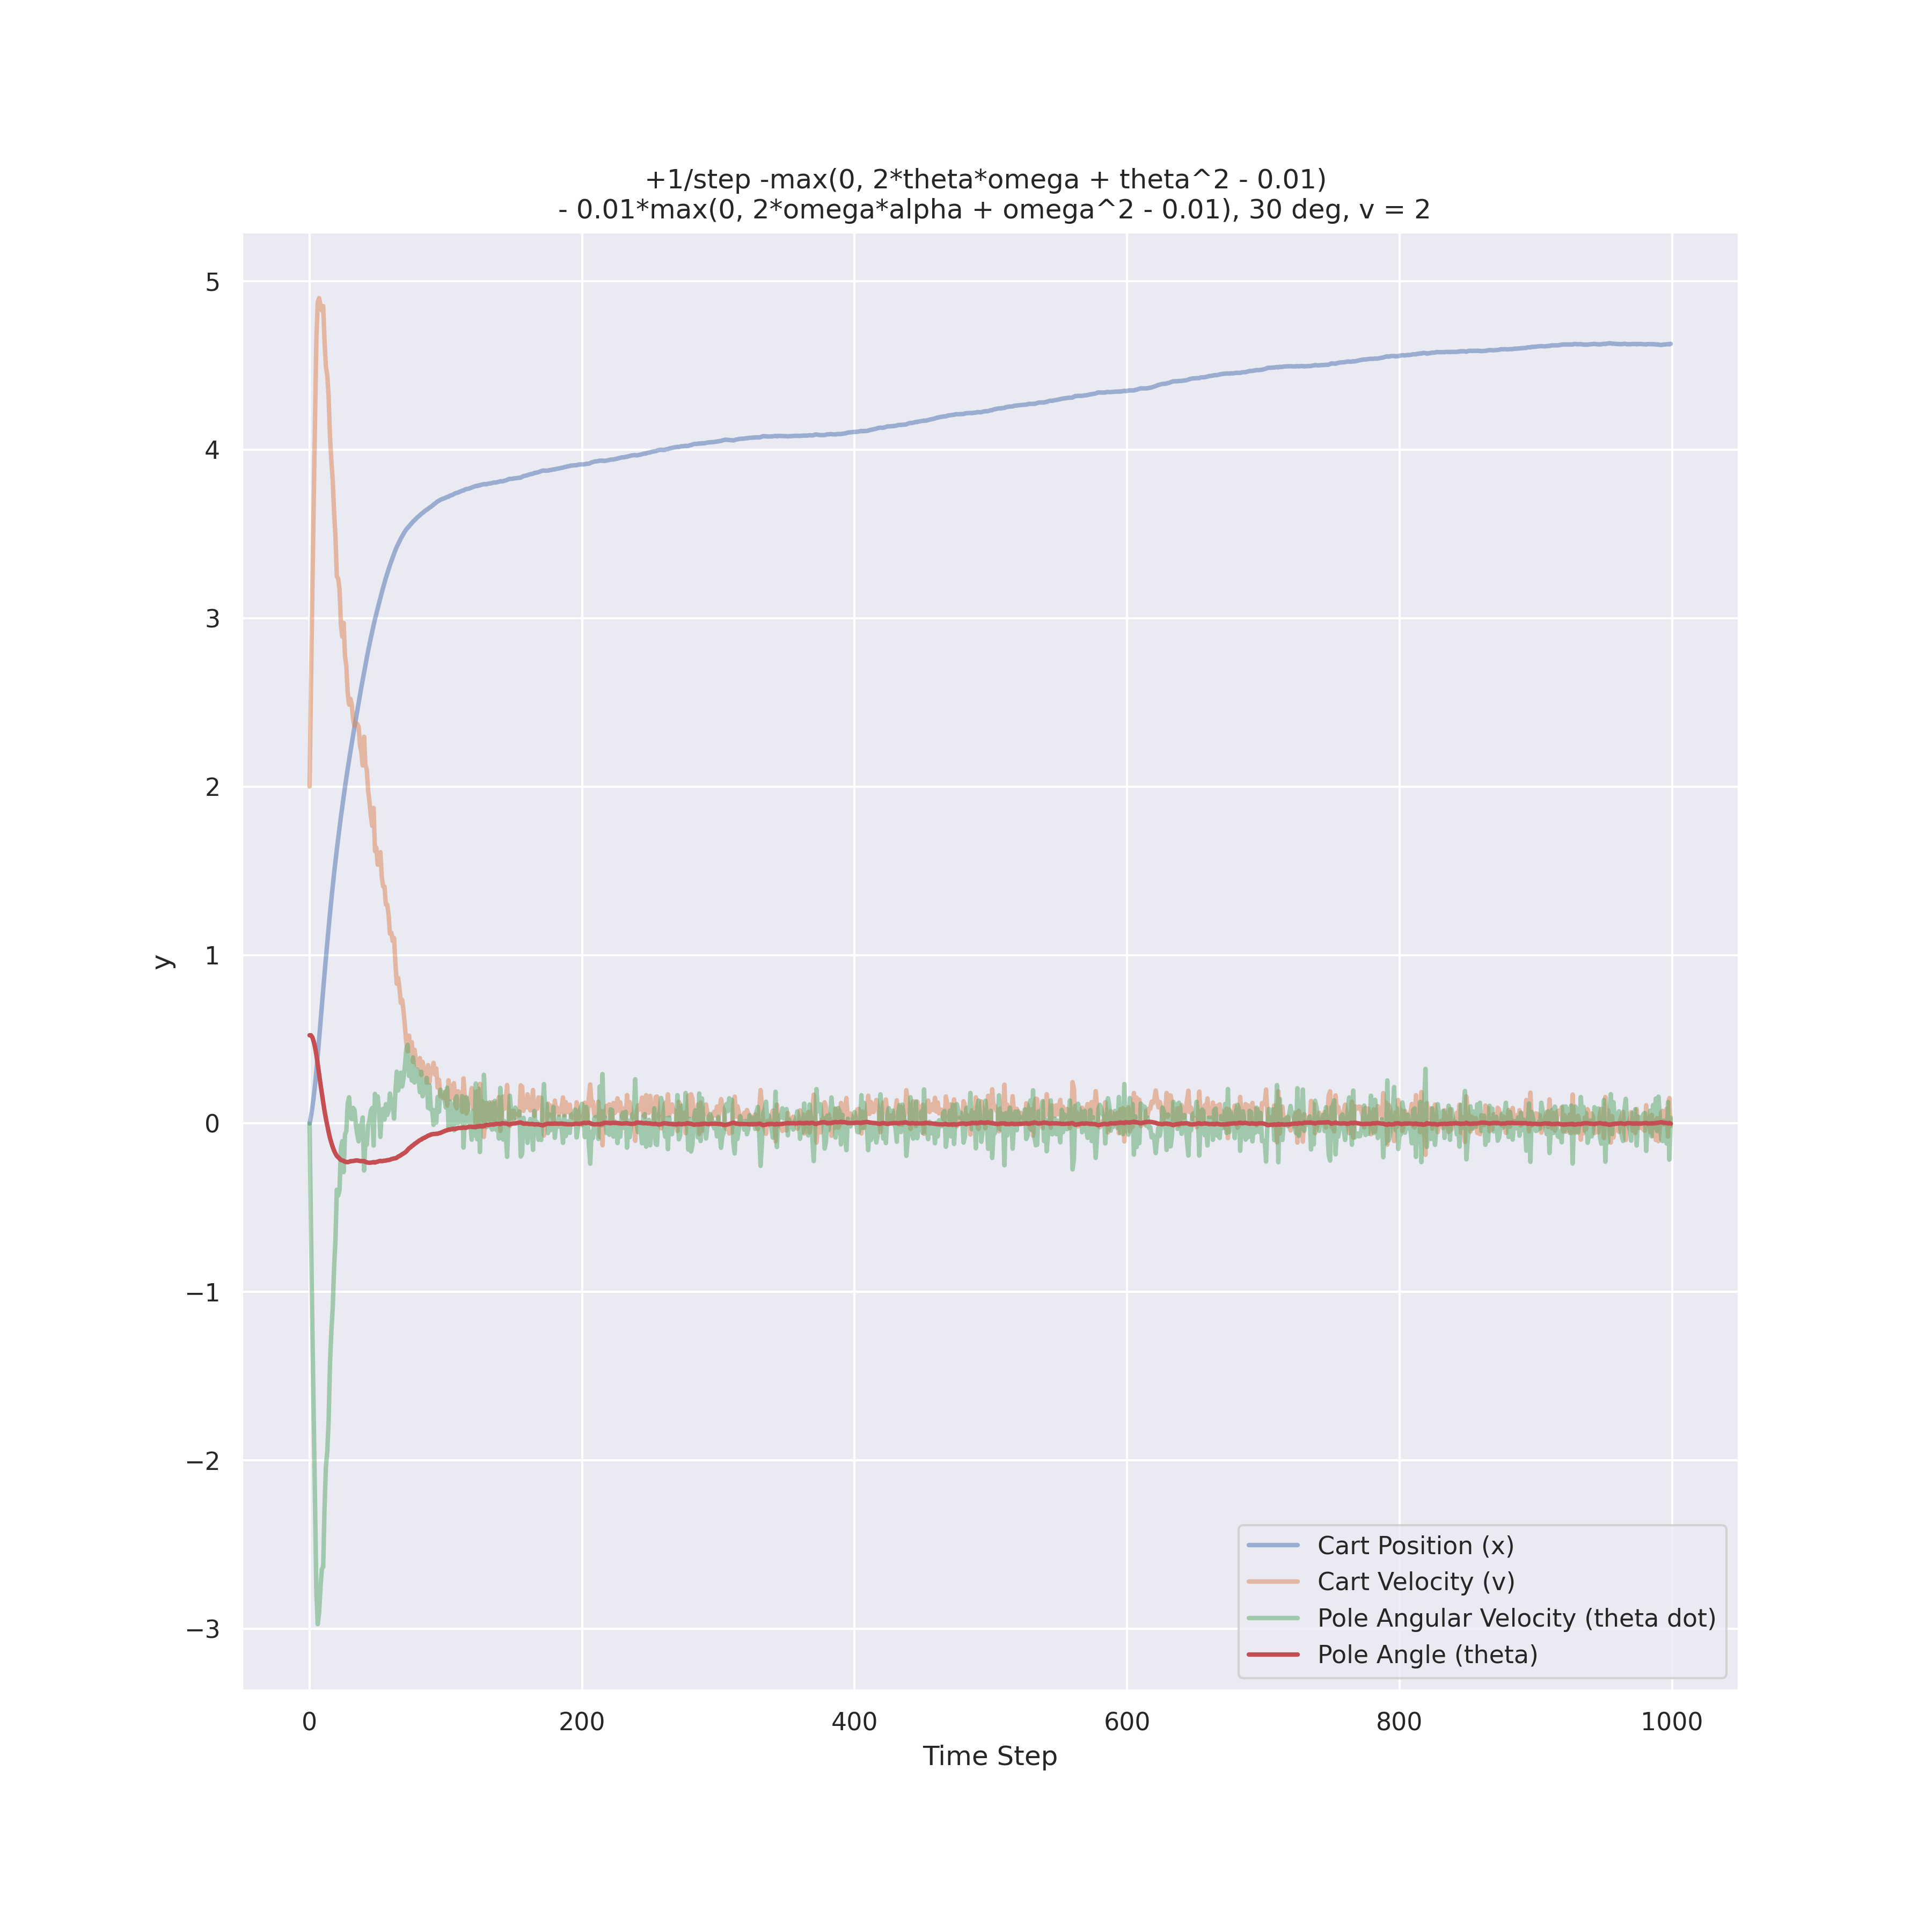 +1/step -max(0, 2*theta*omega + theta^2 - 0.01)
- 0.01*max(0, 2*omega*alpha + omega^2 - 0.01), 30 deg, v = 2
5
4
3
2
1
0
−1
−2
−3
y
0 200 400 600 800 1000
Time Step
Cart Position (x)
Cart Velocity (v)
Pole Angular Velocity (theta dot)
Pole Angle (theta)